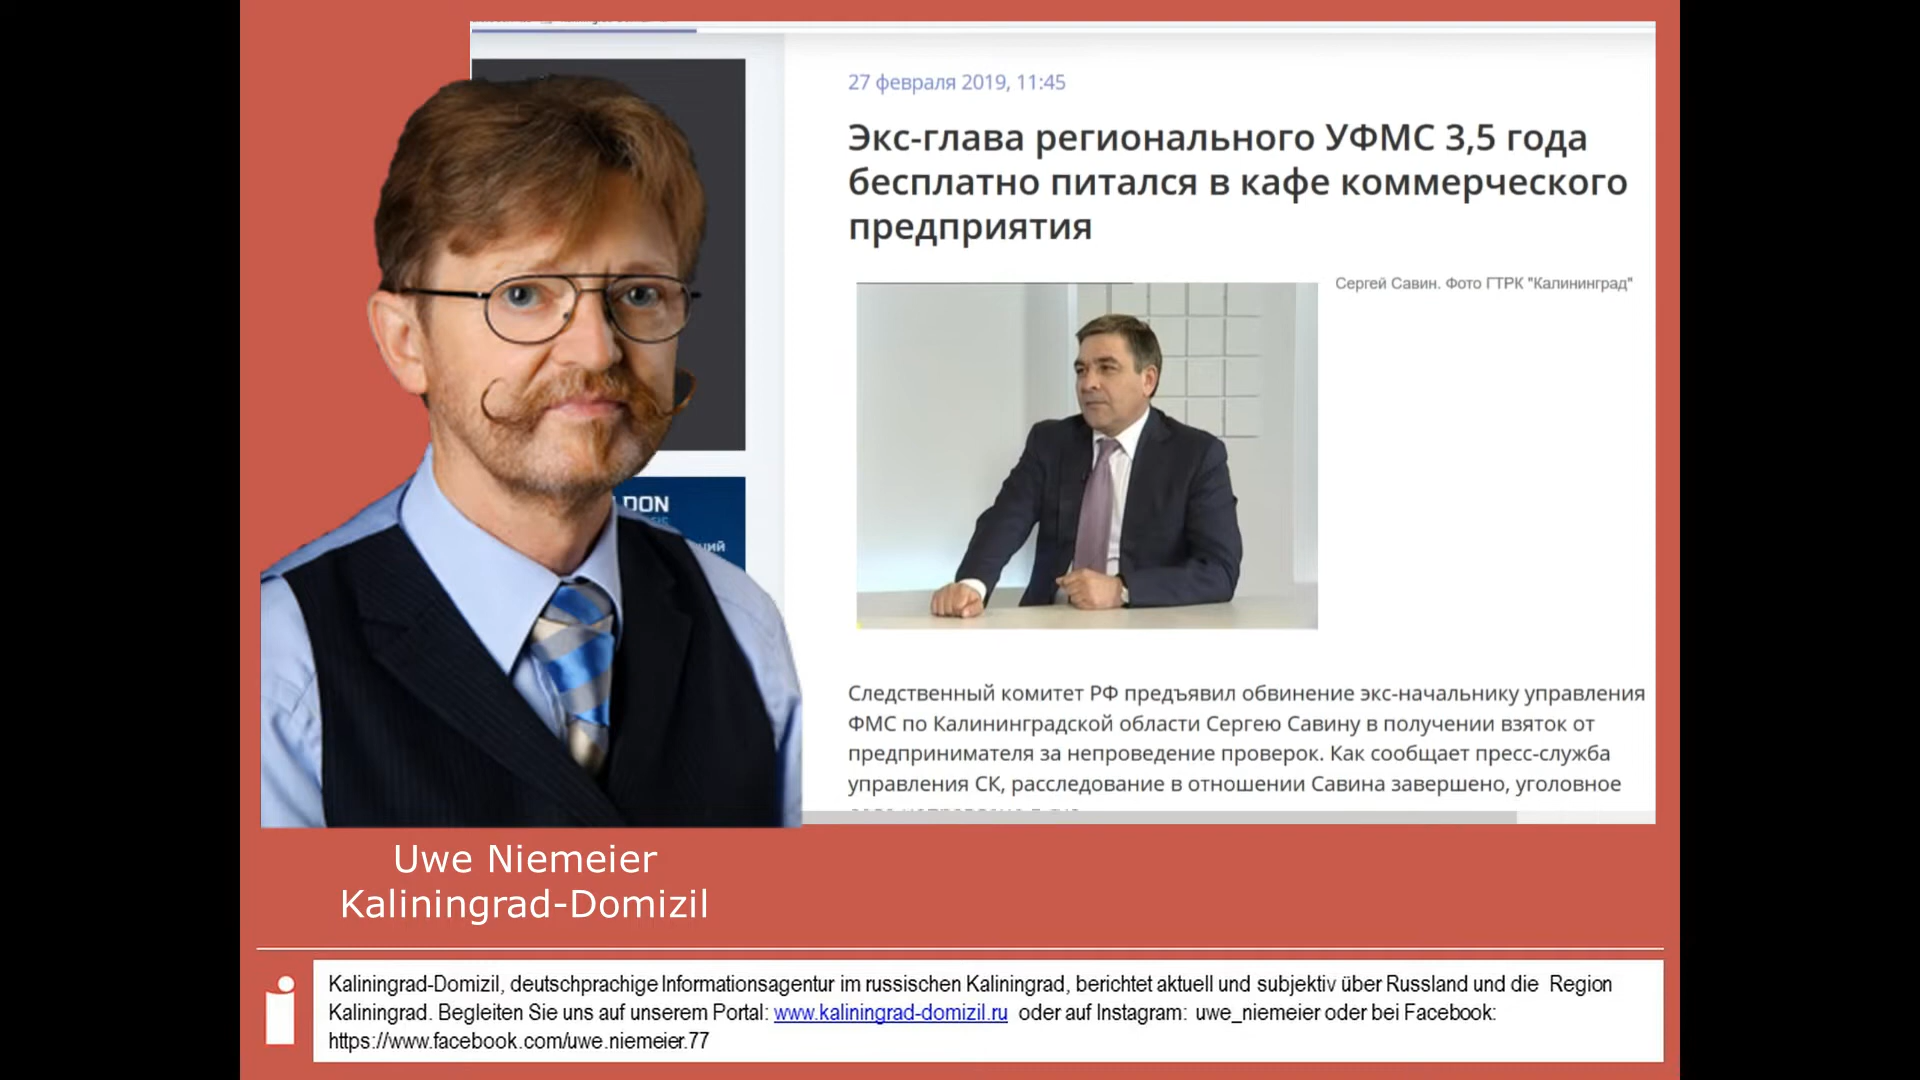 27 февраля 2019, 11:45
Экс-глава регионального УФМС 3,5 года
бесплатно питался в кафе коммерческого
предприятия
Сергей Савин. Фото ГТРК "Калининград"
DON
ций
Следственный комитет РФ предъявил обвинение экс-начальнику управления
ФМС по Калининградской области Сергею Савину в получении взяток от
предпринимателя за непроведение проверок. Как сообщает пресс-служба
управления СК, расследование в отношении Савина завершено, уголовное
Uwe Niemeier
Kaliningrad-Domizil
Kaliningrad-Domizil, deutschprachige Informationsagentur im russischen Kaliningrad, berichtet aktuell und subjektiv über Russland und die Region
Kaliningrad. Begleiten Sie uns auf unserem Portal: www.kaliningrad-domizil.ru oder auf Instagram: uwe_niemeier oder bei Facebook:
https://www.facebook.com/uwe.niemeier.77